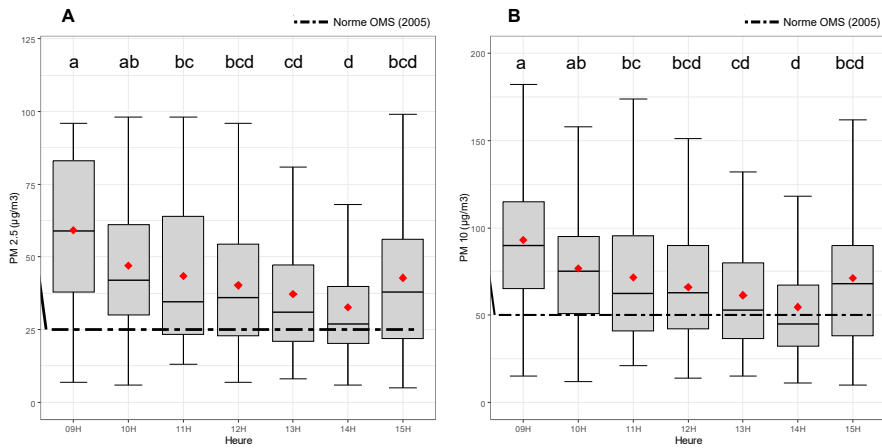 A
Norme OMS (2005)
125
100
75
50
25
0
PM 2.5 (µg/m3)
a ab bc bcd cd d bcd
09H 10H 11H 12H 13H 14H 15H
Heure
B
Norme OMS (2005)
200
150
100
50
0
PM 10 (µg/m3)
a ab bc bcd cd d bcd
09H 10H 11H 12H 13H 14H 15H
Heure